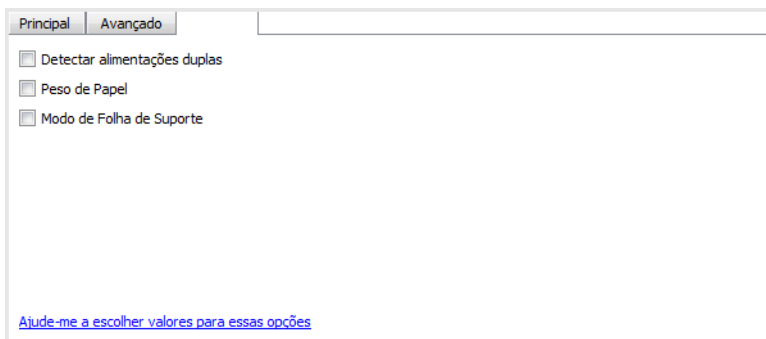 Principal Avançado
Detectar alimentações duplas
Peso de Papel
Modo de Folha de Suporte
Ajude-me a escolher valores para essas opções